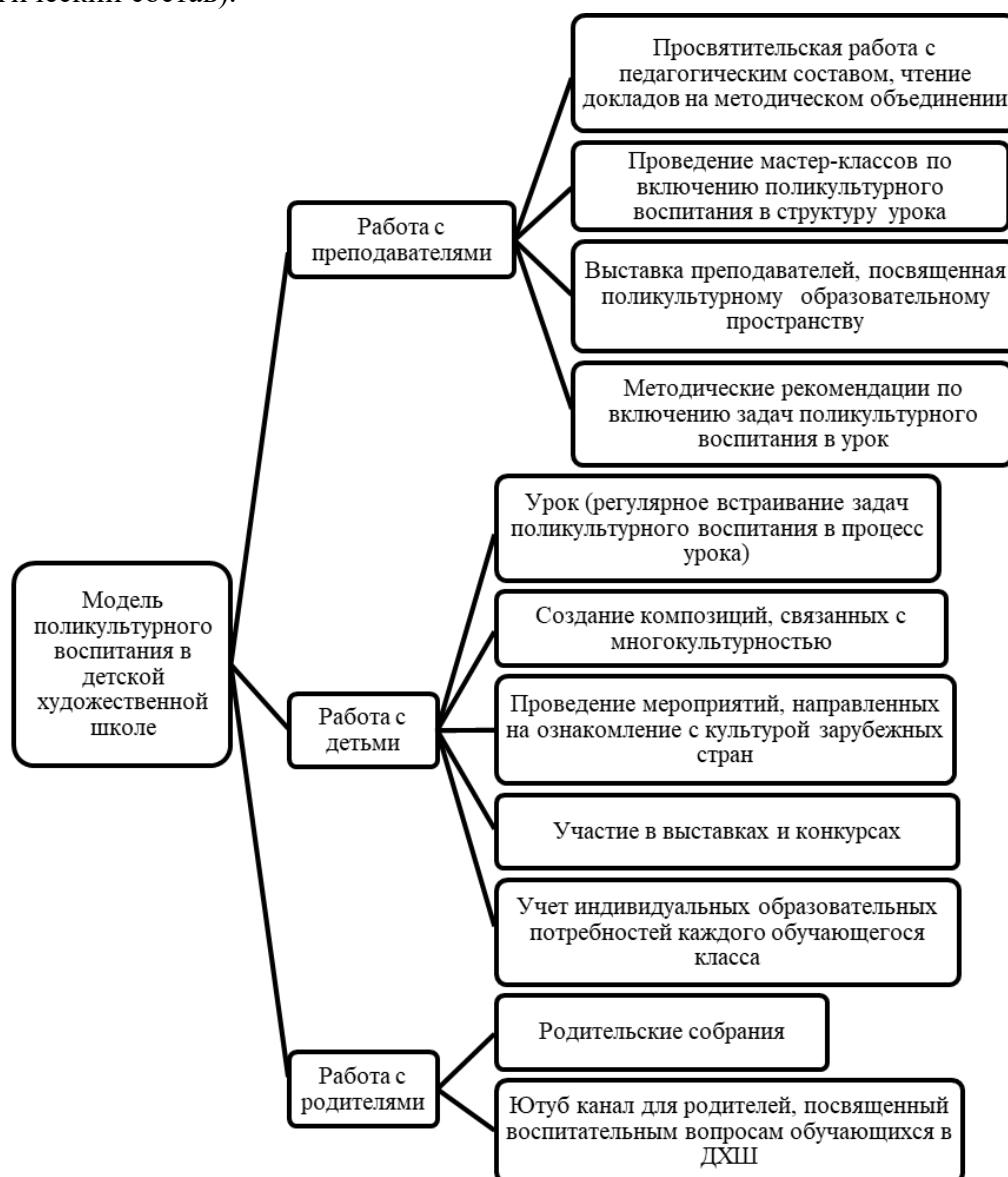 Просвятительская работа с
педагогическим составом, чтение
докладов на методическом объединении
Проведение мастер-классов по
включению поликультурного
воспитания в структуру урока
Работа с
преподавателями
Выставка преподавателей, посвященная
поликультурному образовательному
пространству
Методические рекомендации по
включению задач поликультурного
воспитания в урок
Урок (регулярное встраивание задач
поликультурного воспитания в процесс
урока)
Модель
поликультурного
воспитания в
детской
художественной
школе
Создание композиций, связанных с
многокультурностью
Работа с
детьми
Проведение мероприятий, направленных
на ознакомление с культурой зарубежных
стран
Участие в выставках и конкурсах
Учет индивидуальных образовательных
потребностей каждого обучающегося
класса
Родительские собрания
Работа с
родителями
Ютуб канал для родителей, посвященный
воспитательным вопросам обучающихся в
ДХШ